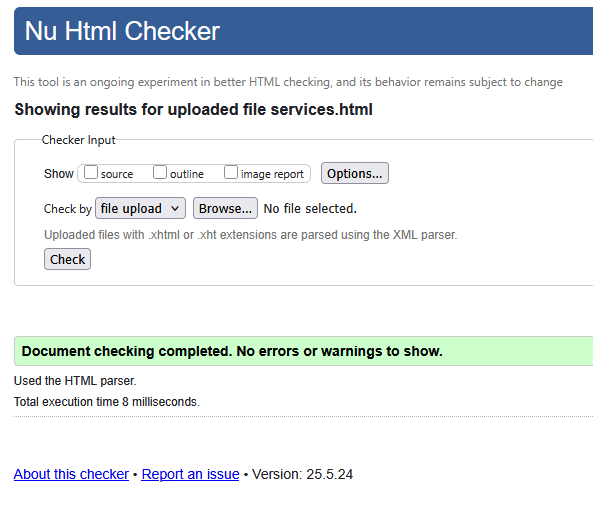 Nu Html Checker
This tool is an ongoing experiment in better HTML checking, and its behavior remains subject to change
Showing results for uploaded file services.html
Checker Input
Show source outline image report Options...
Check by file upload Browse... No file selected.
Uploaded files with .xhtml or .xht extensions are parsed using the XML parser.
Check
Document checking completed. No errors or warnings to show.
Used the HTML parser.
Total execution time 8 milliseconds.
About this checker • Report an issue • Version: 25.5.24